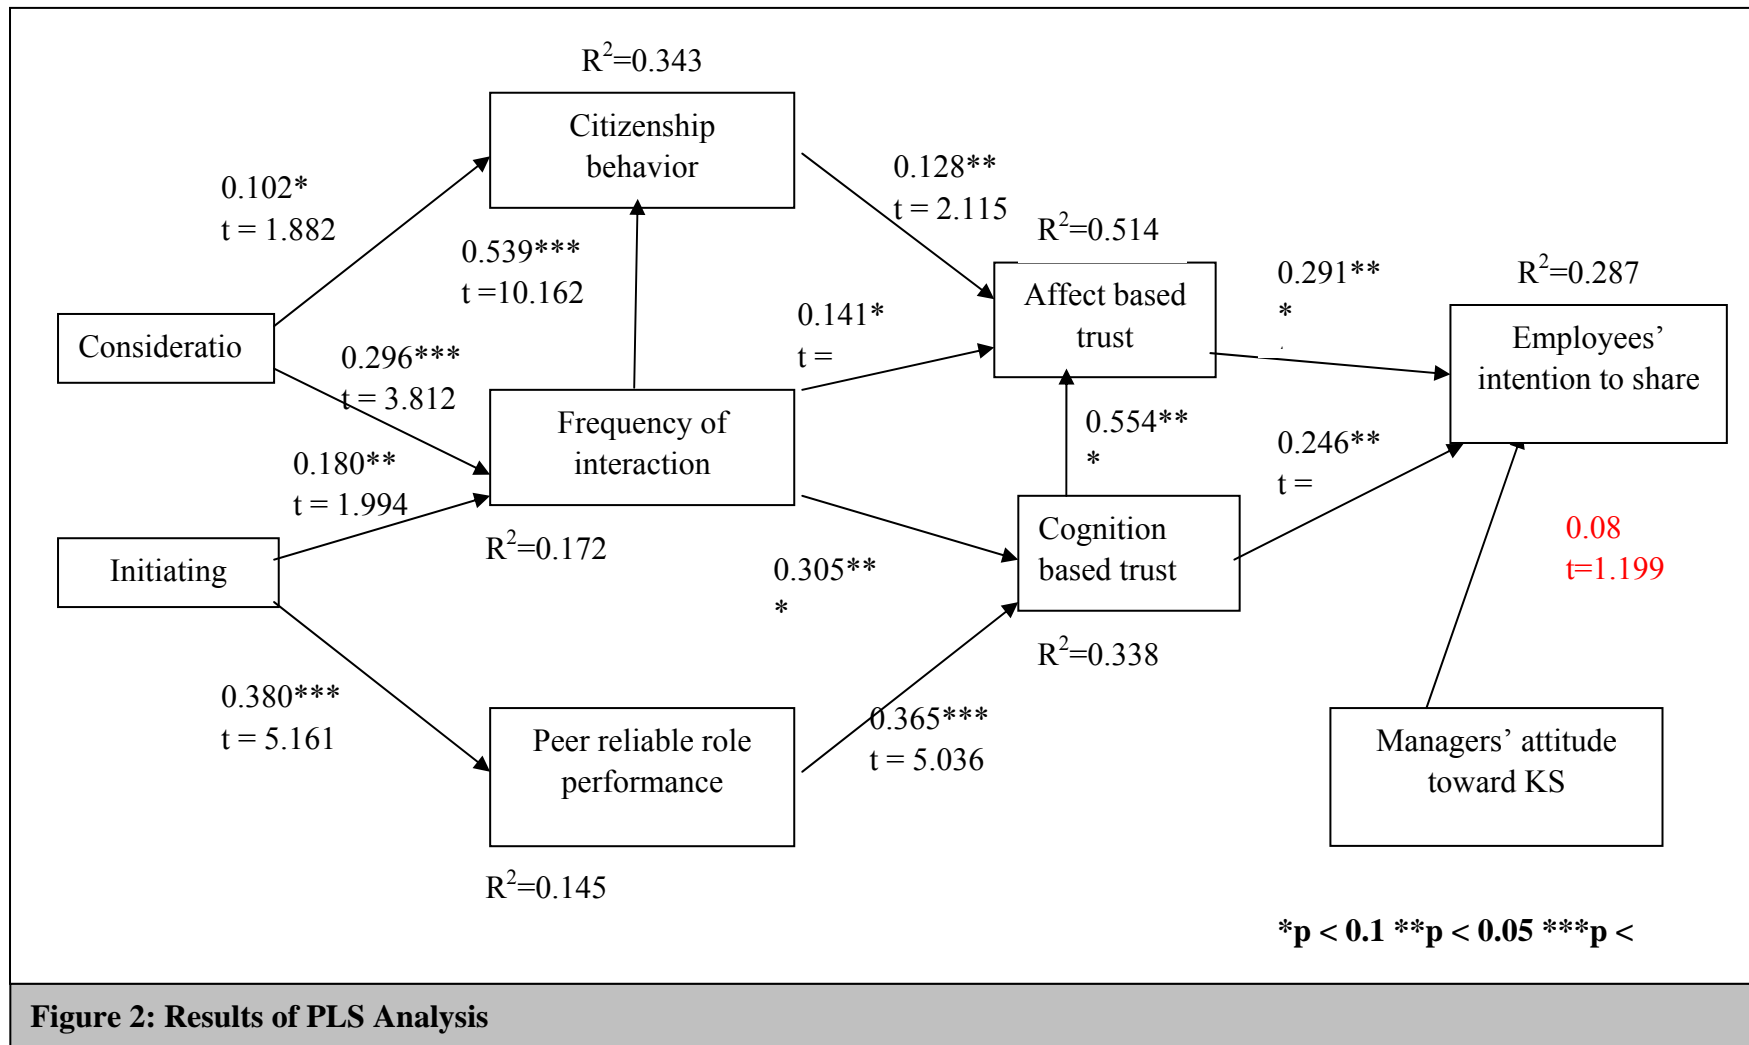 R²=0.343
Citizenship
behavior
0.102*
t = 1.882
0.128**
t = 2.115
0.539***
t =10.162
R²=0.514
R²=0.287
Consideratio
0.296***
t = 3.812
0.141*
t =
Affect based
trust
0.291**
*
Employees’
intention to share
Frequency of
interaction
0.180**
t = 1.994
0.554**
*
0.246**
t =
Initiating
R²=0.172
0.305**
*
Cognition
based trust
0.08
t=1.199
R²=0.338
0.380***
t = 5.161
Peer reliable role
performance
0.365***
t = 5.036
Managers’ attitude
toward KS
R²=0.145
*p < 0.1 **p < 0.05 ***p <
Figure 2: Results of PLS Analysis